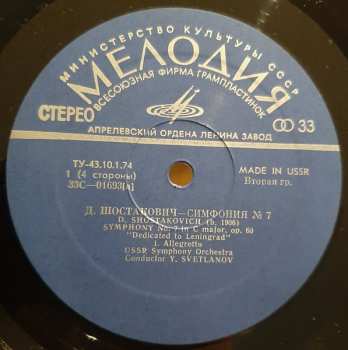 МИНИСТЕРСТВО КУЛЬТУРЫ СССР
МЕЛОДИЯ
ВСЕСОЮЗНАЯ ФИРМА ГРАМПЛАСТИНОК
СТЕРЕО
33
АПРЕЛЕВСКИЙ ОРДЕНА ЛЕНИНА ЗАВОД
ТУ-43.10.1.74
MADE IN USSR
1 (4 стороны)
Вторая гр.
33С—01693(а)
Д. ШОСТАКОВИЧ—СИМФОНИЯ № 7
D. SHOSTAKOVICH (b. 1906)
SYMPHONY No. 7 in C major, op. 60
"Dedicated to Leningrad"
I. Allegretto
USSR Symphony Orchestra
Conductor Y. SVETLANOV